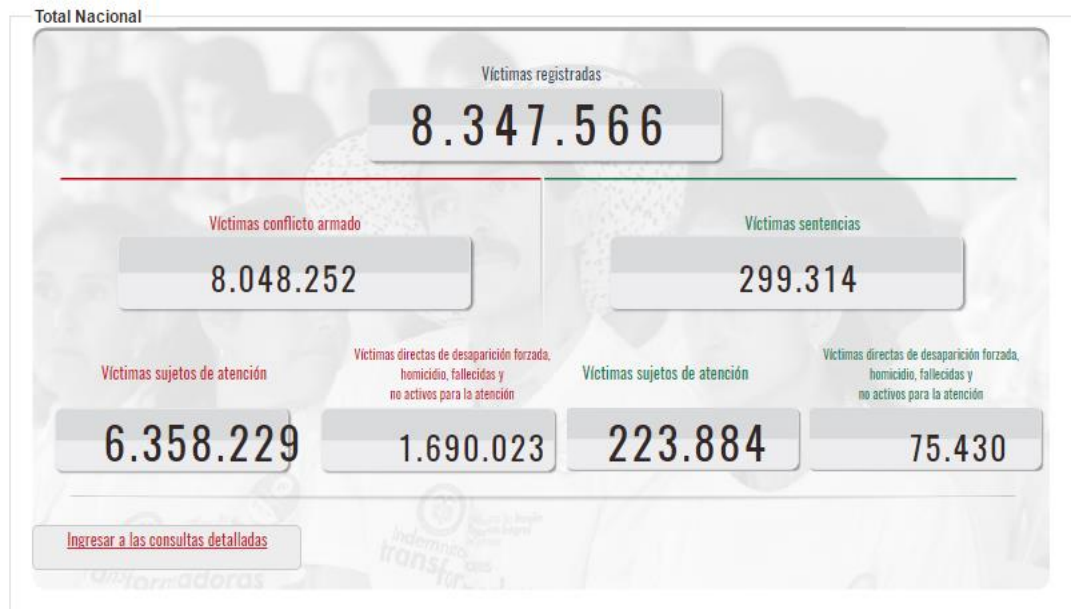 Total Nacional
Víctimas registradas
8.347.566
Víctimas conflicto armado
8.048.252
Víctimas sentencias
299.314
Víctimas sujetos de atención
6.358.229
Víctimas directas de desaparición forzada,
homicidio, fallecidas y
no activos para la atención
1.690.023
Víctimas sujetos de atención
223.884
Víctimas directas de desaparición forzada,
homicidio, fallecidas y
no activos para la atención
75.430
Ingresar a las consultas detalladas